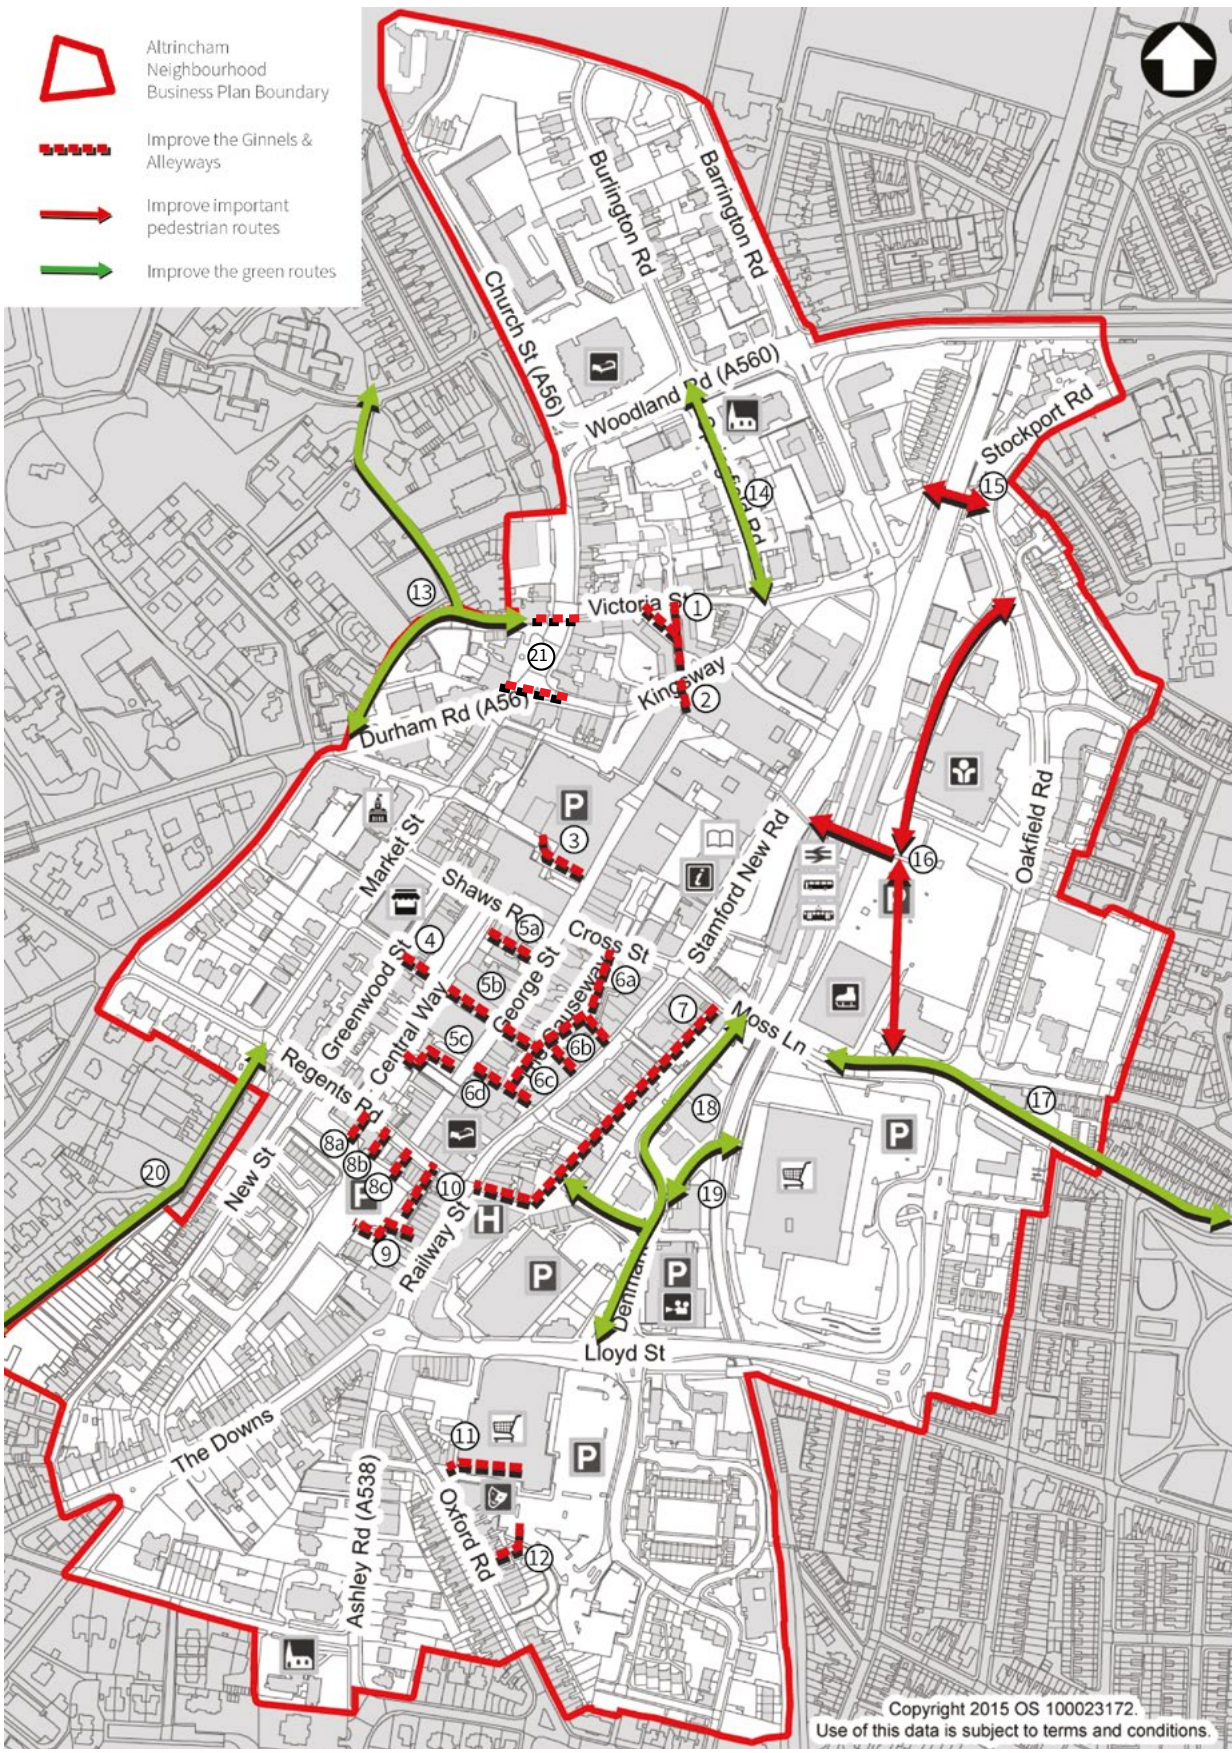 Altrincham
Neighbourhood
Business Plan Boundary
Improve the Ginnels &
Alleyways
Improve important
pedestrian routes
Improve the green routes
Burlington Rd
Barrington Rd
Church St (A56)
Woodland Rd (A560)
Stockport Rd
14
15
13
Victoria St
1
21
Kingsway
2
Durham Rd (A56)
Oakfield Rd
P
3
Market St
Stamford New Rd
16
i
Shaws R
5a
Cross St
4
6a
George St
5b
Greenwood St
Central Way
7
Moss Ln
5c
6b
6c
6d
Regents Rd
18
17
P
8a
8b
8c
P
10
20
New St
19
H
9
Railway St
P
P
Lloyd St
The Downs
11
P
Ashley Rd (A538)
Oxford Rd
12
Copyright 2015 OS 100023172.
Use of this data is subject to terms and conditions.